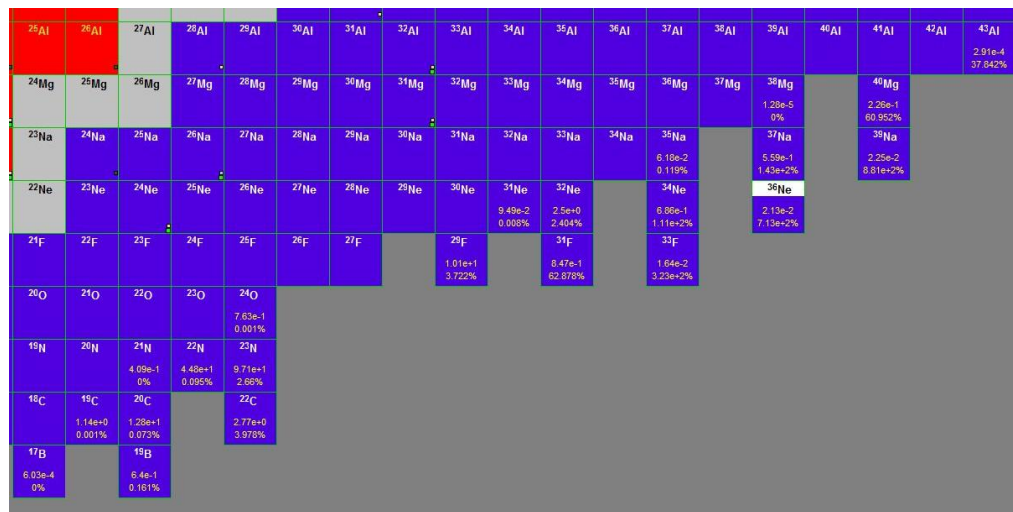 25Al 26Al 27Al 28Al 29Al 30Al 31Al 32Al 33Al 34Al 35Al 36Al 37Al 38Al 39Al 40Al 41Al 42Al 43Al
2.91e-4
37.842%
24Mg 25Mg 26Mg 27Mg 28Mg 29Mg 30Mg 31Mg 32Mg 33Mg 34Mg 35Mg 36Mg 37Mg 38Mg 40Mg
1.28e-5 2.26e-1
0% 60.952%
23Na 24Na 25Na 26Na 27Na 28Na 29Na 30Na 31Na 32Na 33Na 34Na 35Na 37Na 39Na
6.18e-2 5.59e-1 2.25e-2
0.119% 1.43e+2% 8.81e+2%
22Ne 23Ne 24Ne 25Ne 26Ne 27Ne 28Ne 29Ne 30Ne 31Ne 32Ne 34Ne 36Ne
9.49e-2 2.5e+0 6.86e-1 2.13e-2
0.008% 2.404% 1.11e+2% 7.13e+2%
21F 22F 23F 24F 25F 26F 27F 29F 31F 33F
1.01e+1 8.47e-1 1.64e-2
3.722% 62.878% 3.23e+2%
20O 21O 22O 23O 24O
7.63e-1
0.001%
19N 20N 21N 22N 23N
4.09e-1 4.48e+1 9.71e+1
0% 0.095% 2.66%
18C 19C 20C 22C
1.14e+0 1.28e+1 2.77e+0
0.001% 0.073% 3.978%
17B 19B
6.03e-4 6.4e-1
0% 0.161%